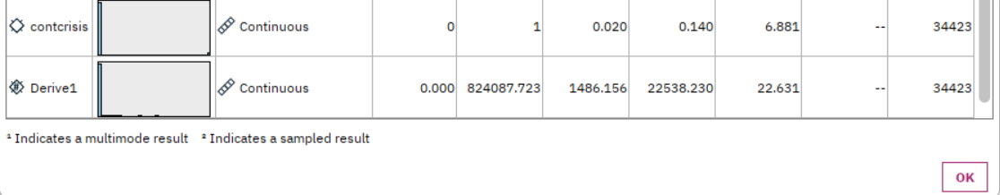 contcrisis Continuous 0 1 0.020 0.140 6.881 -- 34423
Derive1 Continuous 0.000 824087.723 1486.156 22538.230 22.631 -- 34423
¹ Indicates a multimode result ² Indicates a sampled result
OK